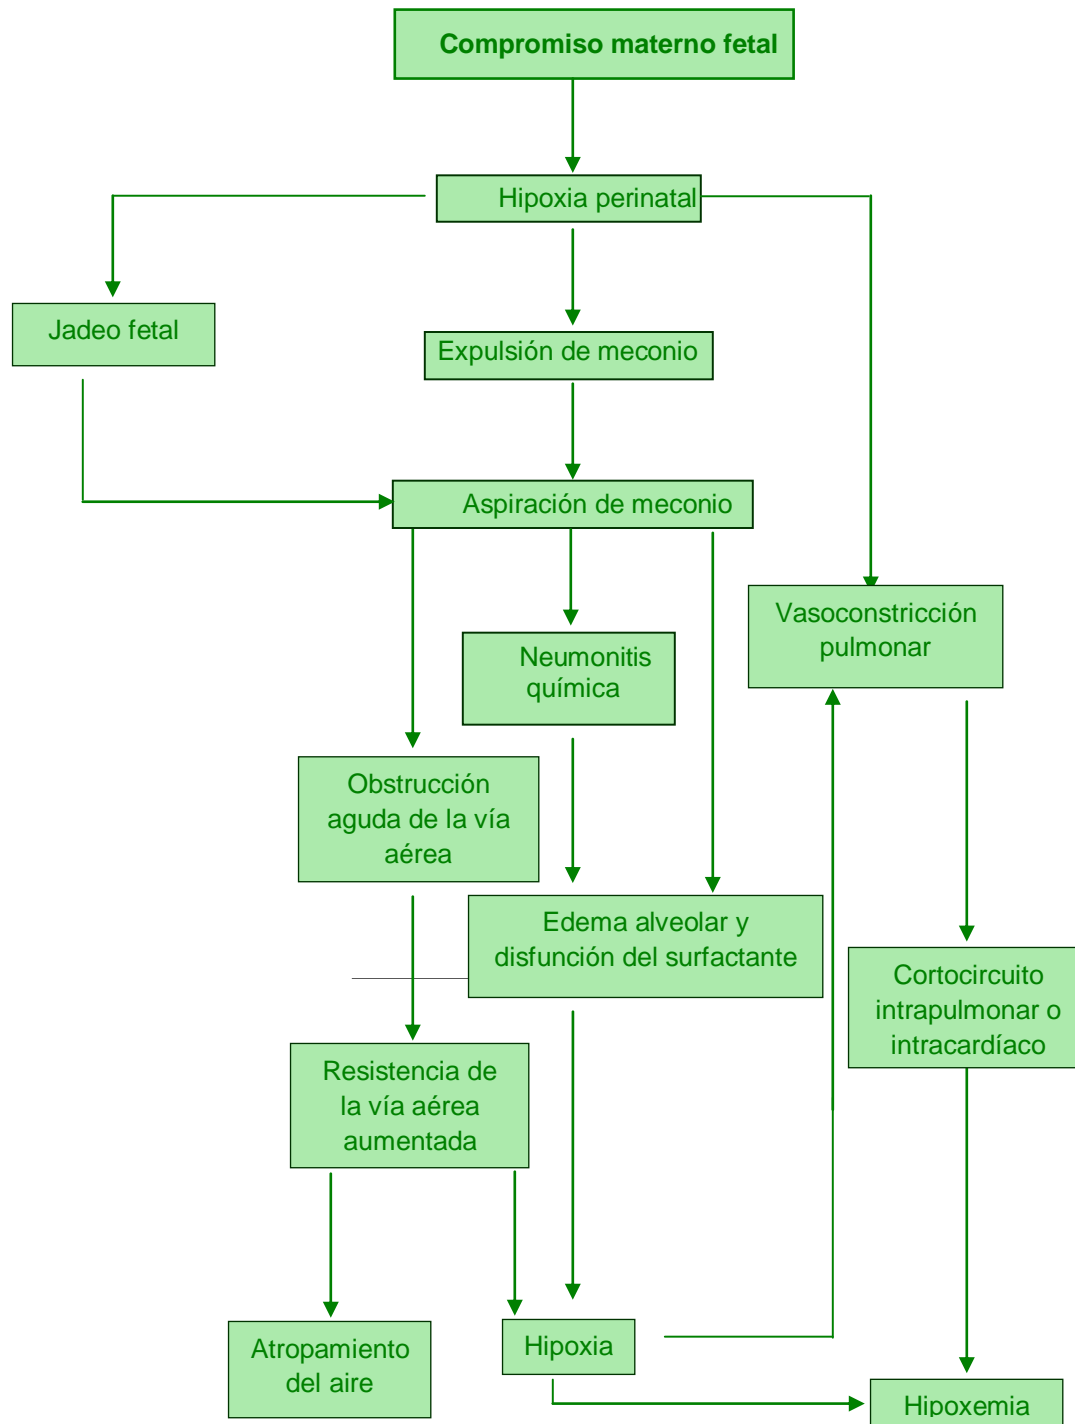 Compromiso materno fetal
Hipoxia perinatal
Jadeo fetal
Expulsión de meconio
Aspiración de meconio
Vasoconstricción
pulmonar
Neumonitis
química
Obstrucción
aguda de la vía
aérea
Edema alveolar y
disfunción del surfactante
Cortocircuito
intrapulmonar o
intracardíaco
Resistencia de
la vía aérea
aumentada
Atropamiento
del aire
Hipoxia
Hipoxemia